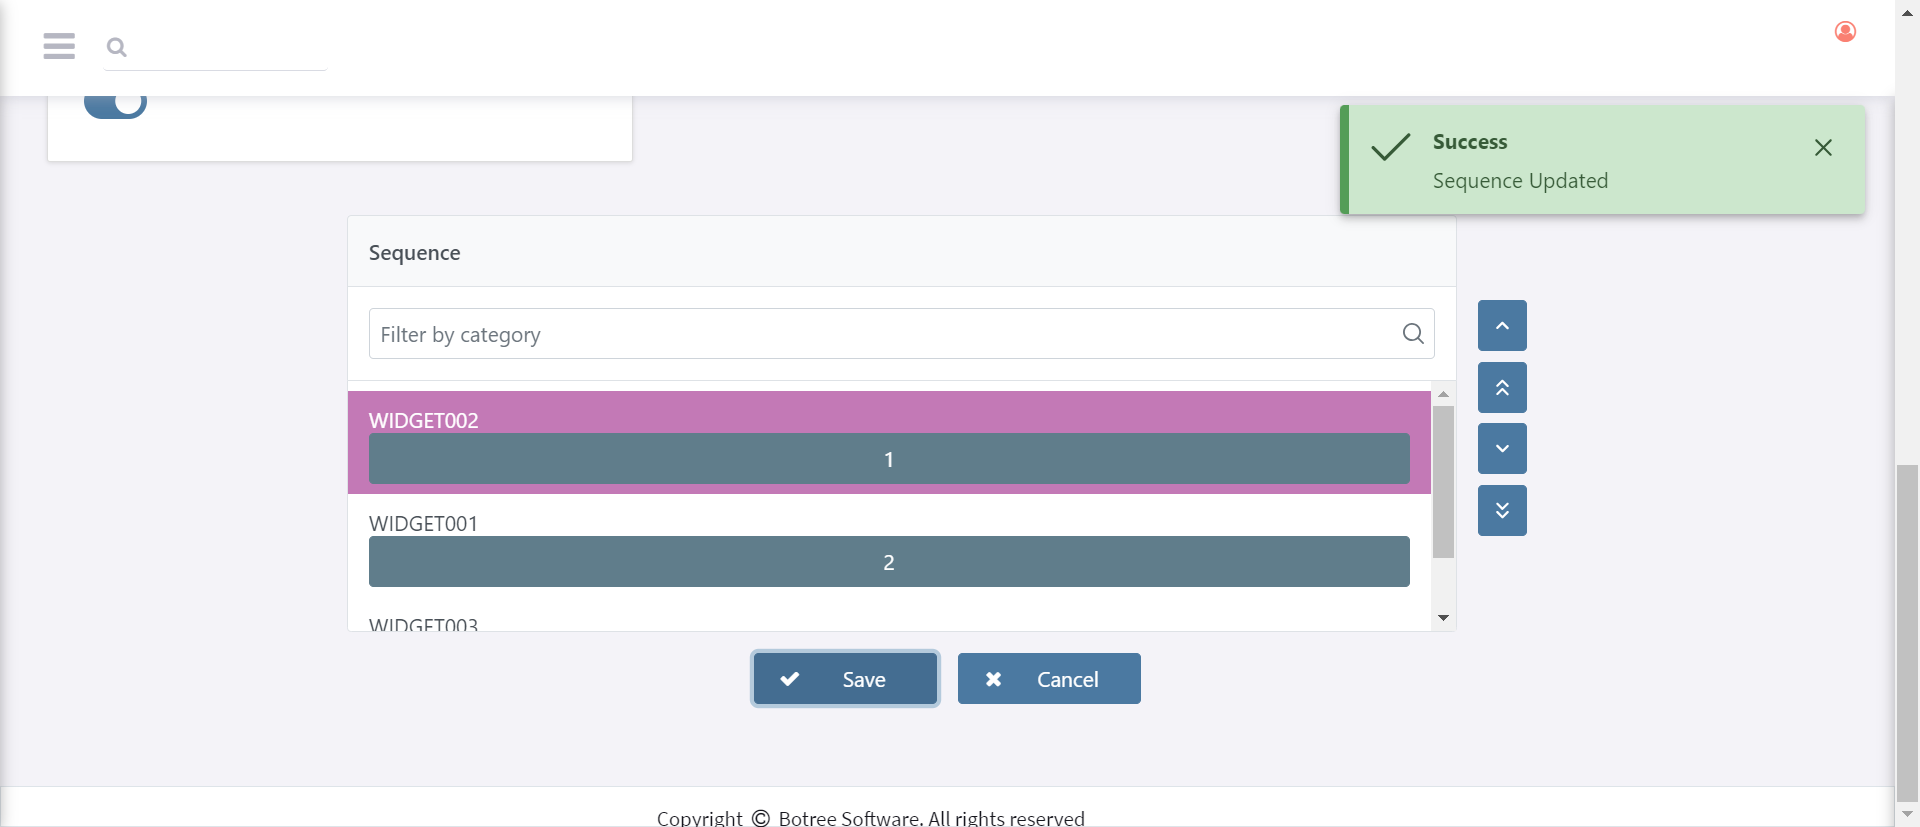 Success
Sequence Updated
Sequence
Filter by category
WIDGET002
1
WIDGET001
2
WIDGET003
Save
Cancel
Copyright © Botree Software. All rights reserved